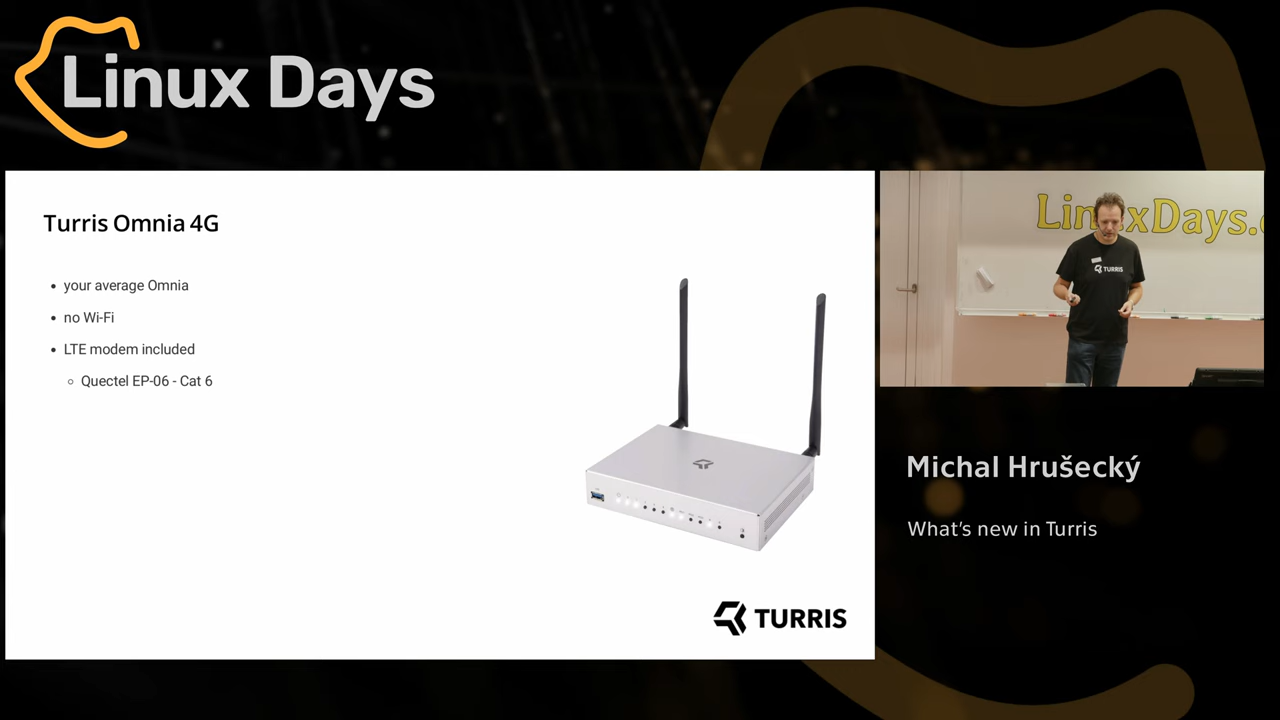 Linux Days
Turris Omnia 4G
your average Omnia
no Wi-Fi
LTE modem included
Quectel EP-06 - Cat 6
TURRIS
LinuxDays.c
TURRIS
Michal Hrušecký
What's new in Turris